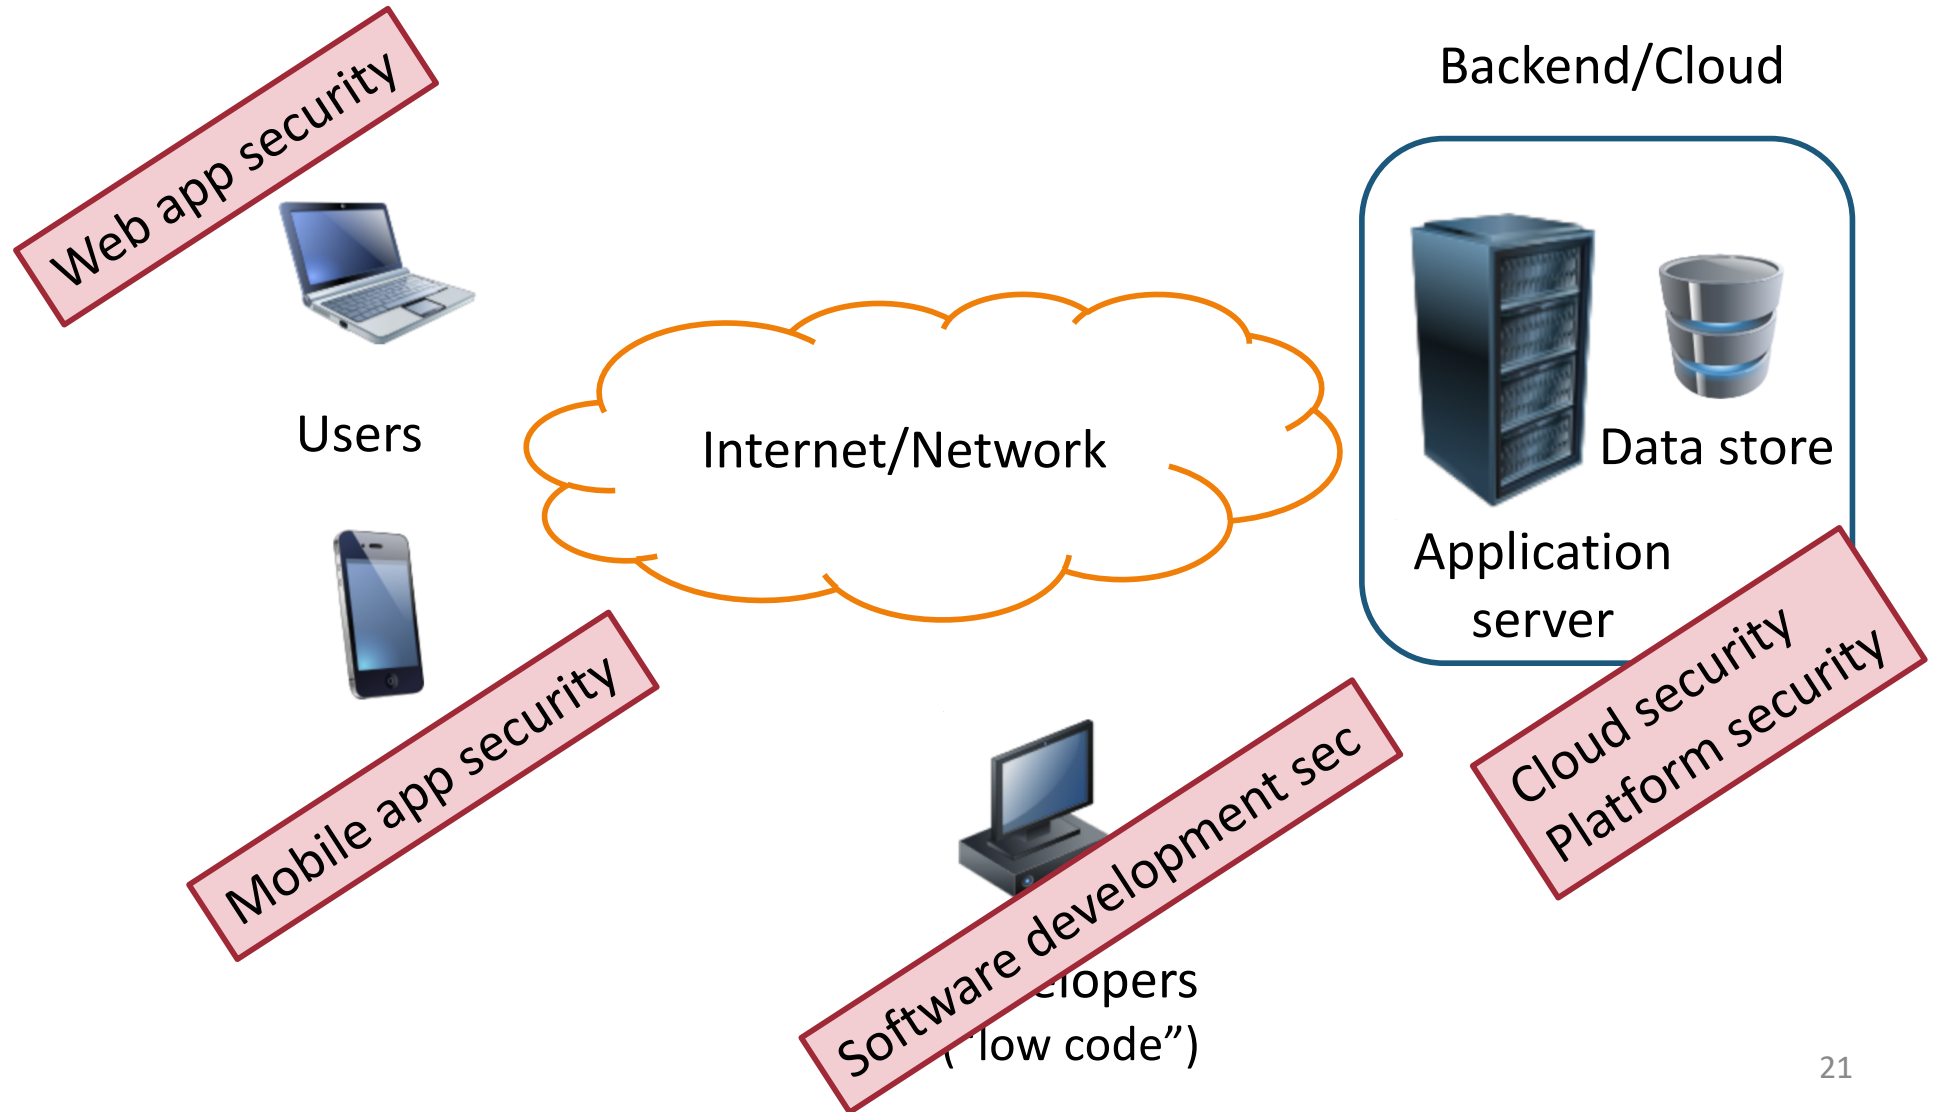 Web app security
Backend/Cloud
Users
Internet/Network
Data store
Application
server
Mobile app security
Software development sec
Cloud security
Platform security
elopers
("low code”)
21